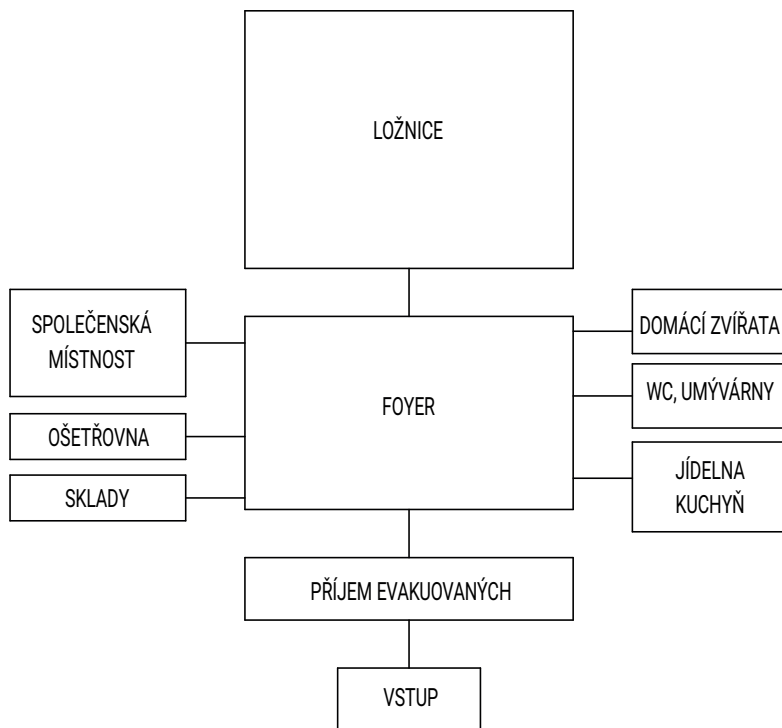 LOŽNICE
SPOLEČENSKÁ
MÍSTNOST
OŠETŘOVNA
SKLADY
FOYER
DOMÁCÍ ZVÍŘATA
WC, UMÝVÁRNY
JÍDELNA
KUCHYŇ
PŘÍJEM EVAKUOVANÝCH
VSTUP